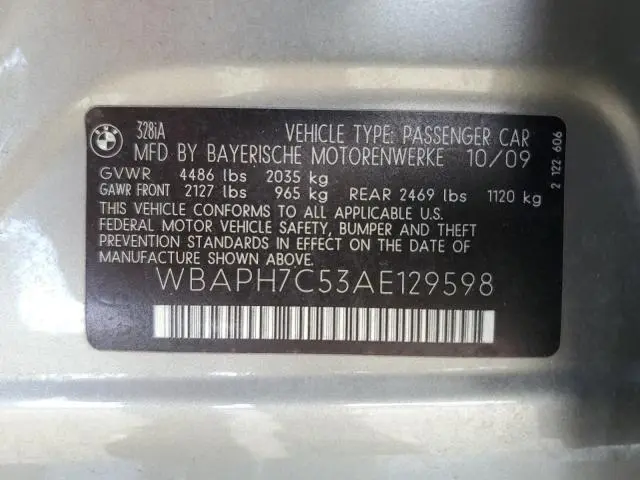 BMW
328iA VEHICLE TYPE: PASSENGER CAR
MFD BY BAYERISCHE MOTORENWERKE 10/09
GVWR 4486 lbs 2035 kg
GAWR FRONT 2127 lbs 965 kg REAR 2469 lbs 1120 kg
THIS VEHICLE CONFORMS TO ALL APPLICABLE U.S.
FEDERAL MOTOR VEHICLE SAFETY, BUMPER AND THEFT
PREVENTION STANDARDS IN EFFECT ON THE DATE OF
MANUFACTURE SHOWN ABOVE.
WBAPH7C53AE129598
2 122 606